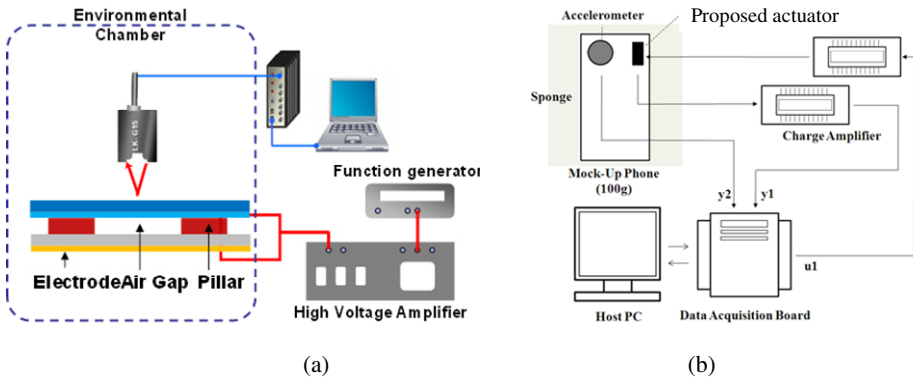 Environmental
Chamber
LK-G15
Function generator
ElectrodeAir Gap Pillar
High Voltage Amplifier
(a)
Accelerometer
Proposed actuator
Sponge
Charge Amplifier
Mock-Up Phone
(100g)
y2
y1
u1
Host PC
Data Acquisition Board
(b)